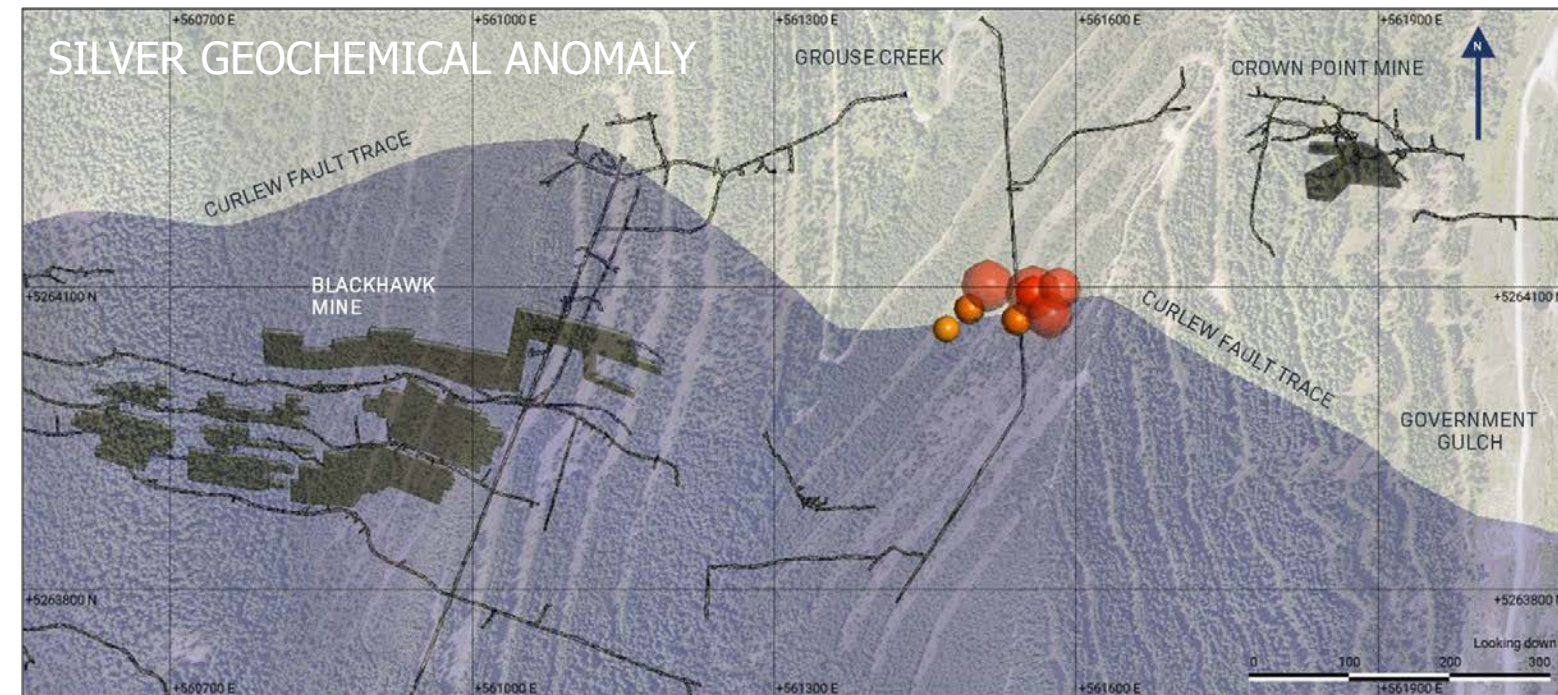 +560700 E
+561000 E
+561300 E
+561600 E
+561900 E
SILVER GEOCHEMICAL ANOMALY
GROUSE CREEK
CROWN POINT MINE
N
CURLEW FAULT TRACE
BLACKHAWK
MINE
+5264100 N
+5264100 N
CURLEW FAULT TRACE
GOVERNMENT
GULCH
+5263800 N
+5263800 N
Looking down
0 100 200 300
+560700 E
+561000 E
+561300 E
+561600 E
+561900 E